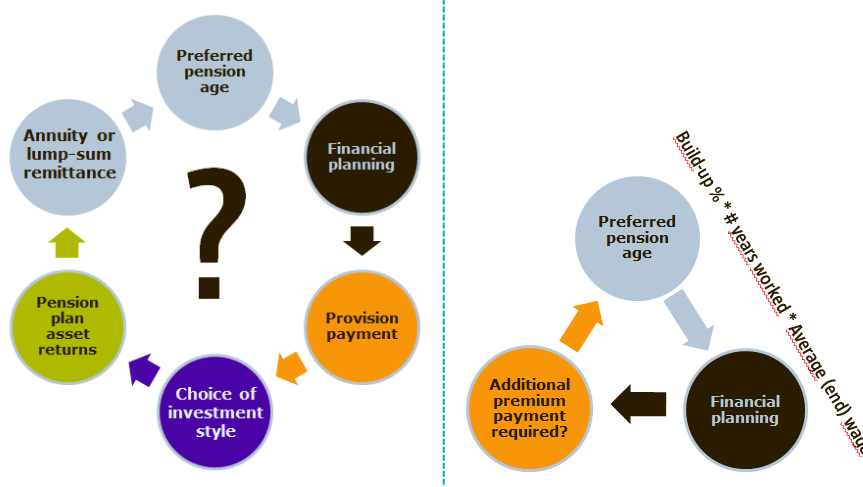 Preferred
pension
age
Financial
planning
Provision
payment
Choice of
investment
style
Pension
plan
asset
returns
Annuity or
lump-sum
remittance
?
Preferred
pension
age
Financial
planning
Additional
premium
payment
required?
Build-up % * # years worked * Average (end) wage